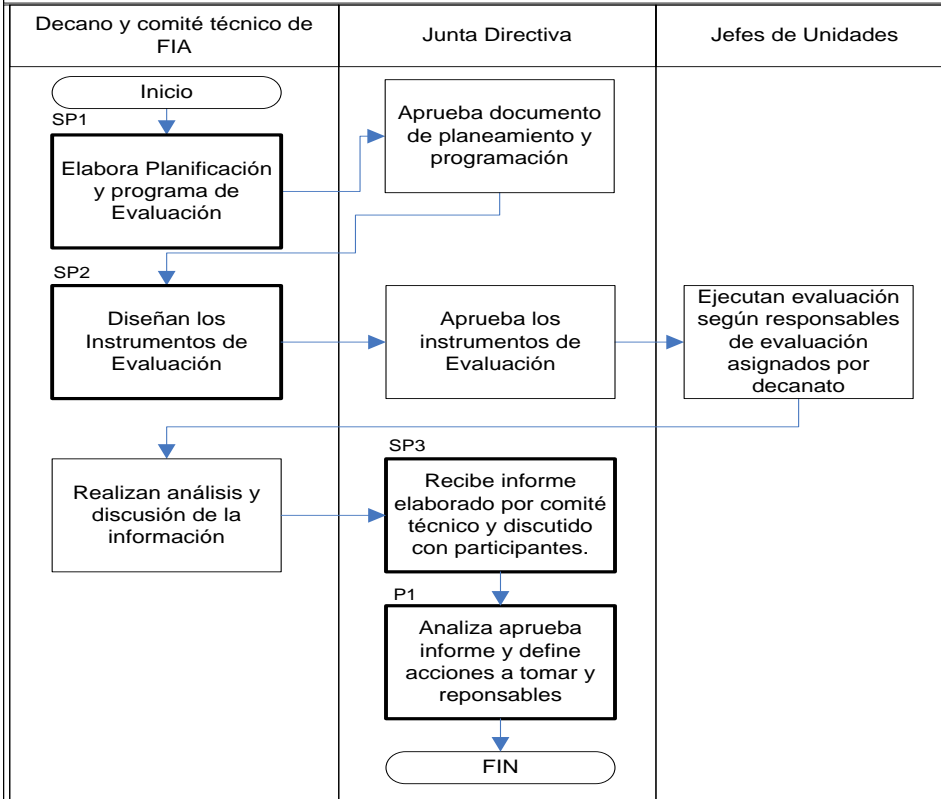 Decano y comité técnico de
FIA
Junta Directiva
Jefes de Unidades
Inicio
SP1
Elabora Planificación
y programa de
Evaluación
Aprueba documento
de planeamiento y
programación
SP2
Diseñan los
Instrumentos de
Evaluación
Aprueba los
instrumentos de
Evaluación
Ejecutan evaluación
según responsables
de evaluación
asignados por
decanato
Realizan análisis y
discusión de la
información
SP3
Recibe informe
elaborado por comité
técnico y discutido
con participantes.
P1
Analiza aprueba
informe y define
acciones a tomar y
reponsables
FIN